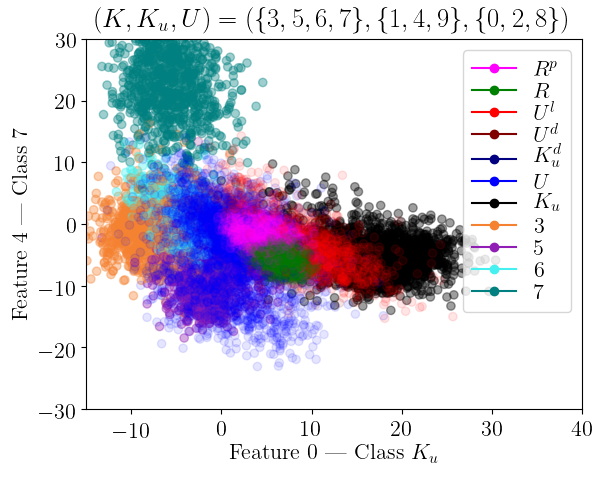 (K, K_u, U) = ({3, 5, 6, 7}, {1, 4, 9}, {0, 2, 8})
R^p
R
U^l
U^d
K_u^d
U
K_u
3
5
6
7
30
20
10
0
−10
−20
−30
Feature 4 — Class 7
−10 0 10 20 30 40
Feature 0 — Class K_u